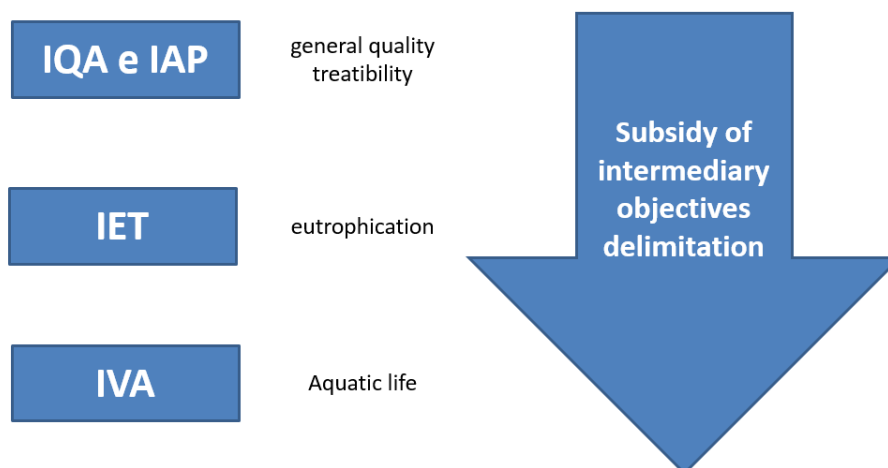 IQA e IAP
general quality
treatibility
IET
eutrophication
IVA
Aquatic life
Subsidy of
intermediary
objectives
delimitation